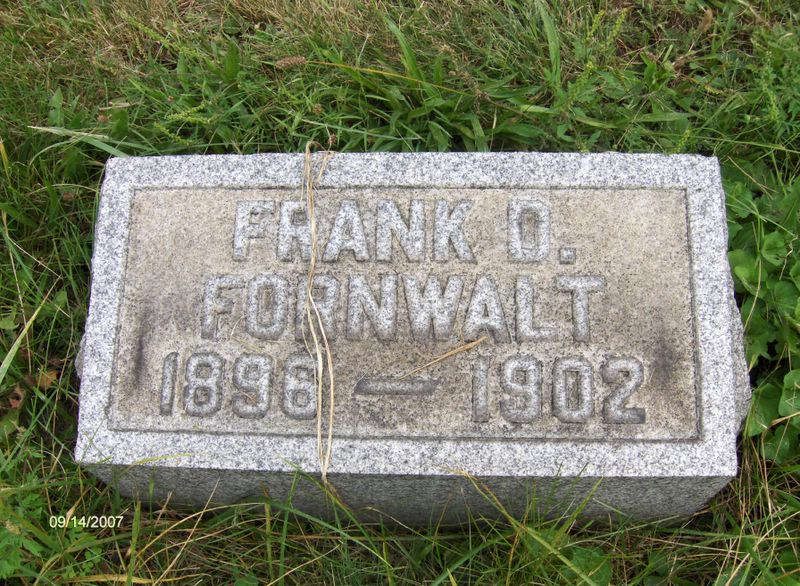 FRANK D.
FORNWALT
1896 — 1902
09/14/2007